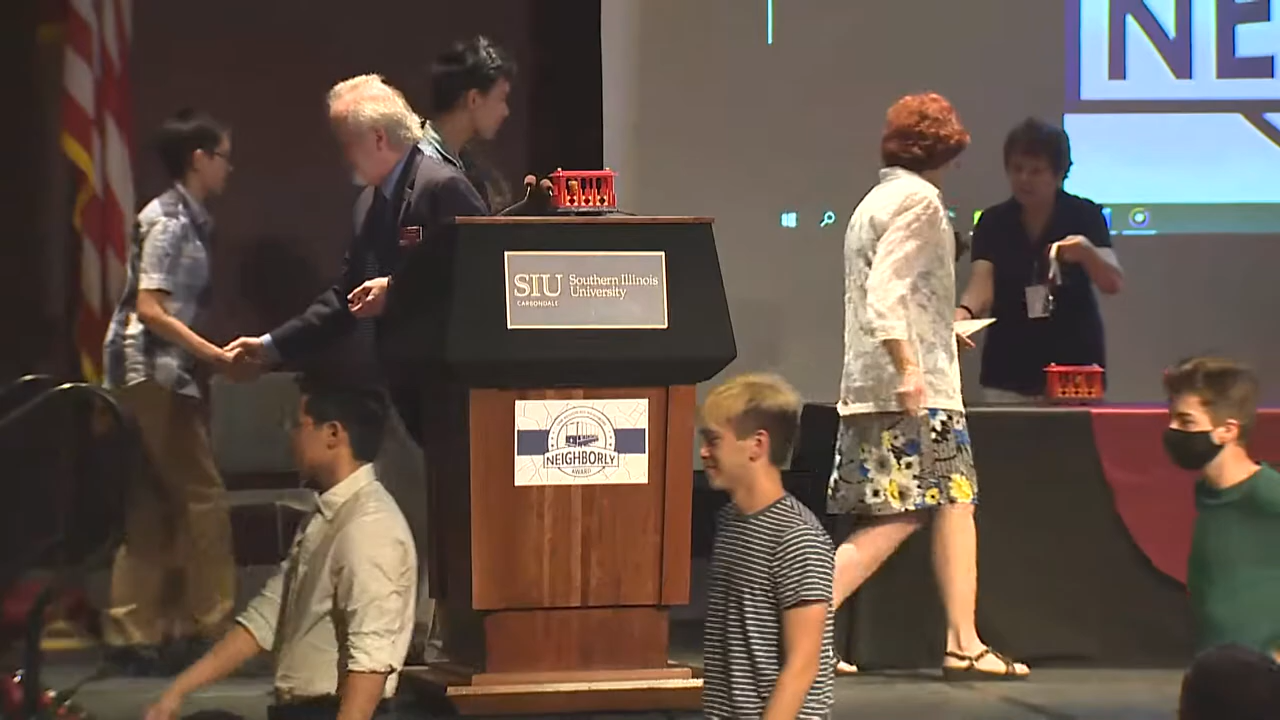 NE
SIU
CARBONDALE
Southern Illinois
University
NEIGHBORLY
AWARD